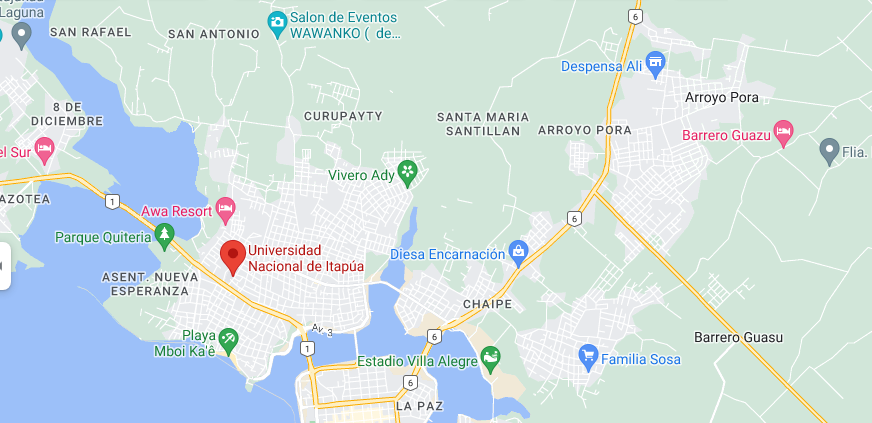 Laguna
SAN RAFAEL
SAN ANTONIO
Salon de Eventos
WAWANKO ( de...
6
Despensa Ali
Arroyo Pora
8 DE
DICIEMBRE
CURUPAYTY
SANTA MARIA
SANTILLAN
ARROYO PORA
Barrero Guazu
el Sur
Flia.
Vivero Ady
AZOTEA
1
Awa Resort
6
Parque Quiteria
Universidad
Nacional de Itapúa
Diesa Encarnación
ASENT. NUEVA
ESPERANZA
CHAIPE
Av. 3
Playa
Mboi Ka'ê
1
6
Barrero Guasu
Estadio Villa Alegre
Familia Sosa
6
LA PAZ